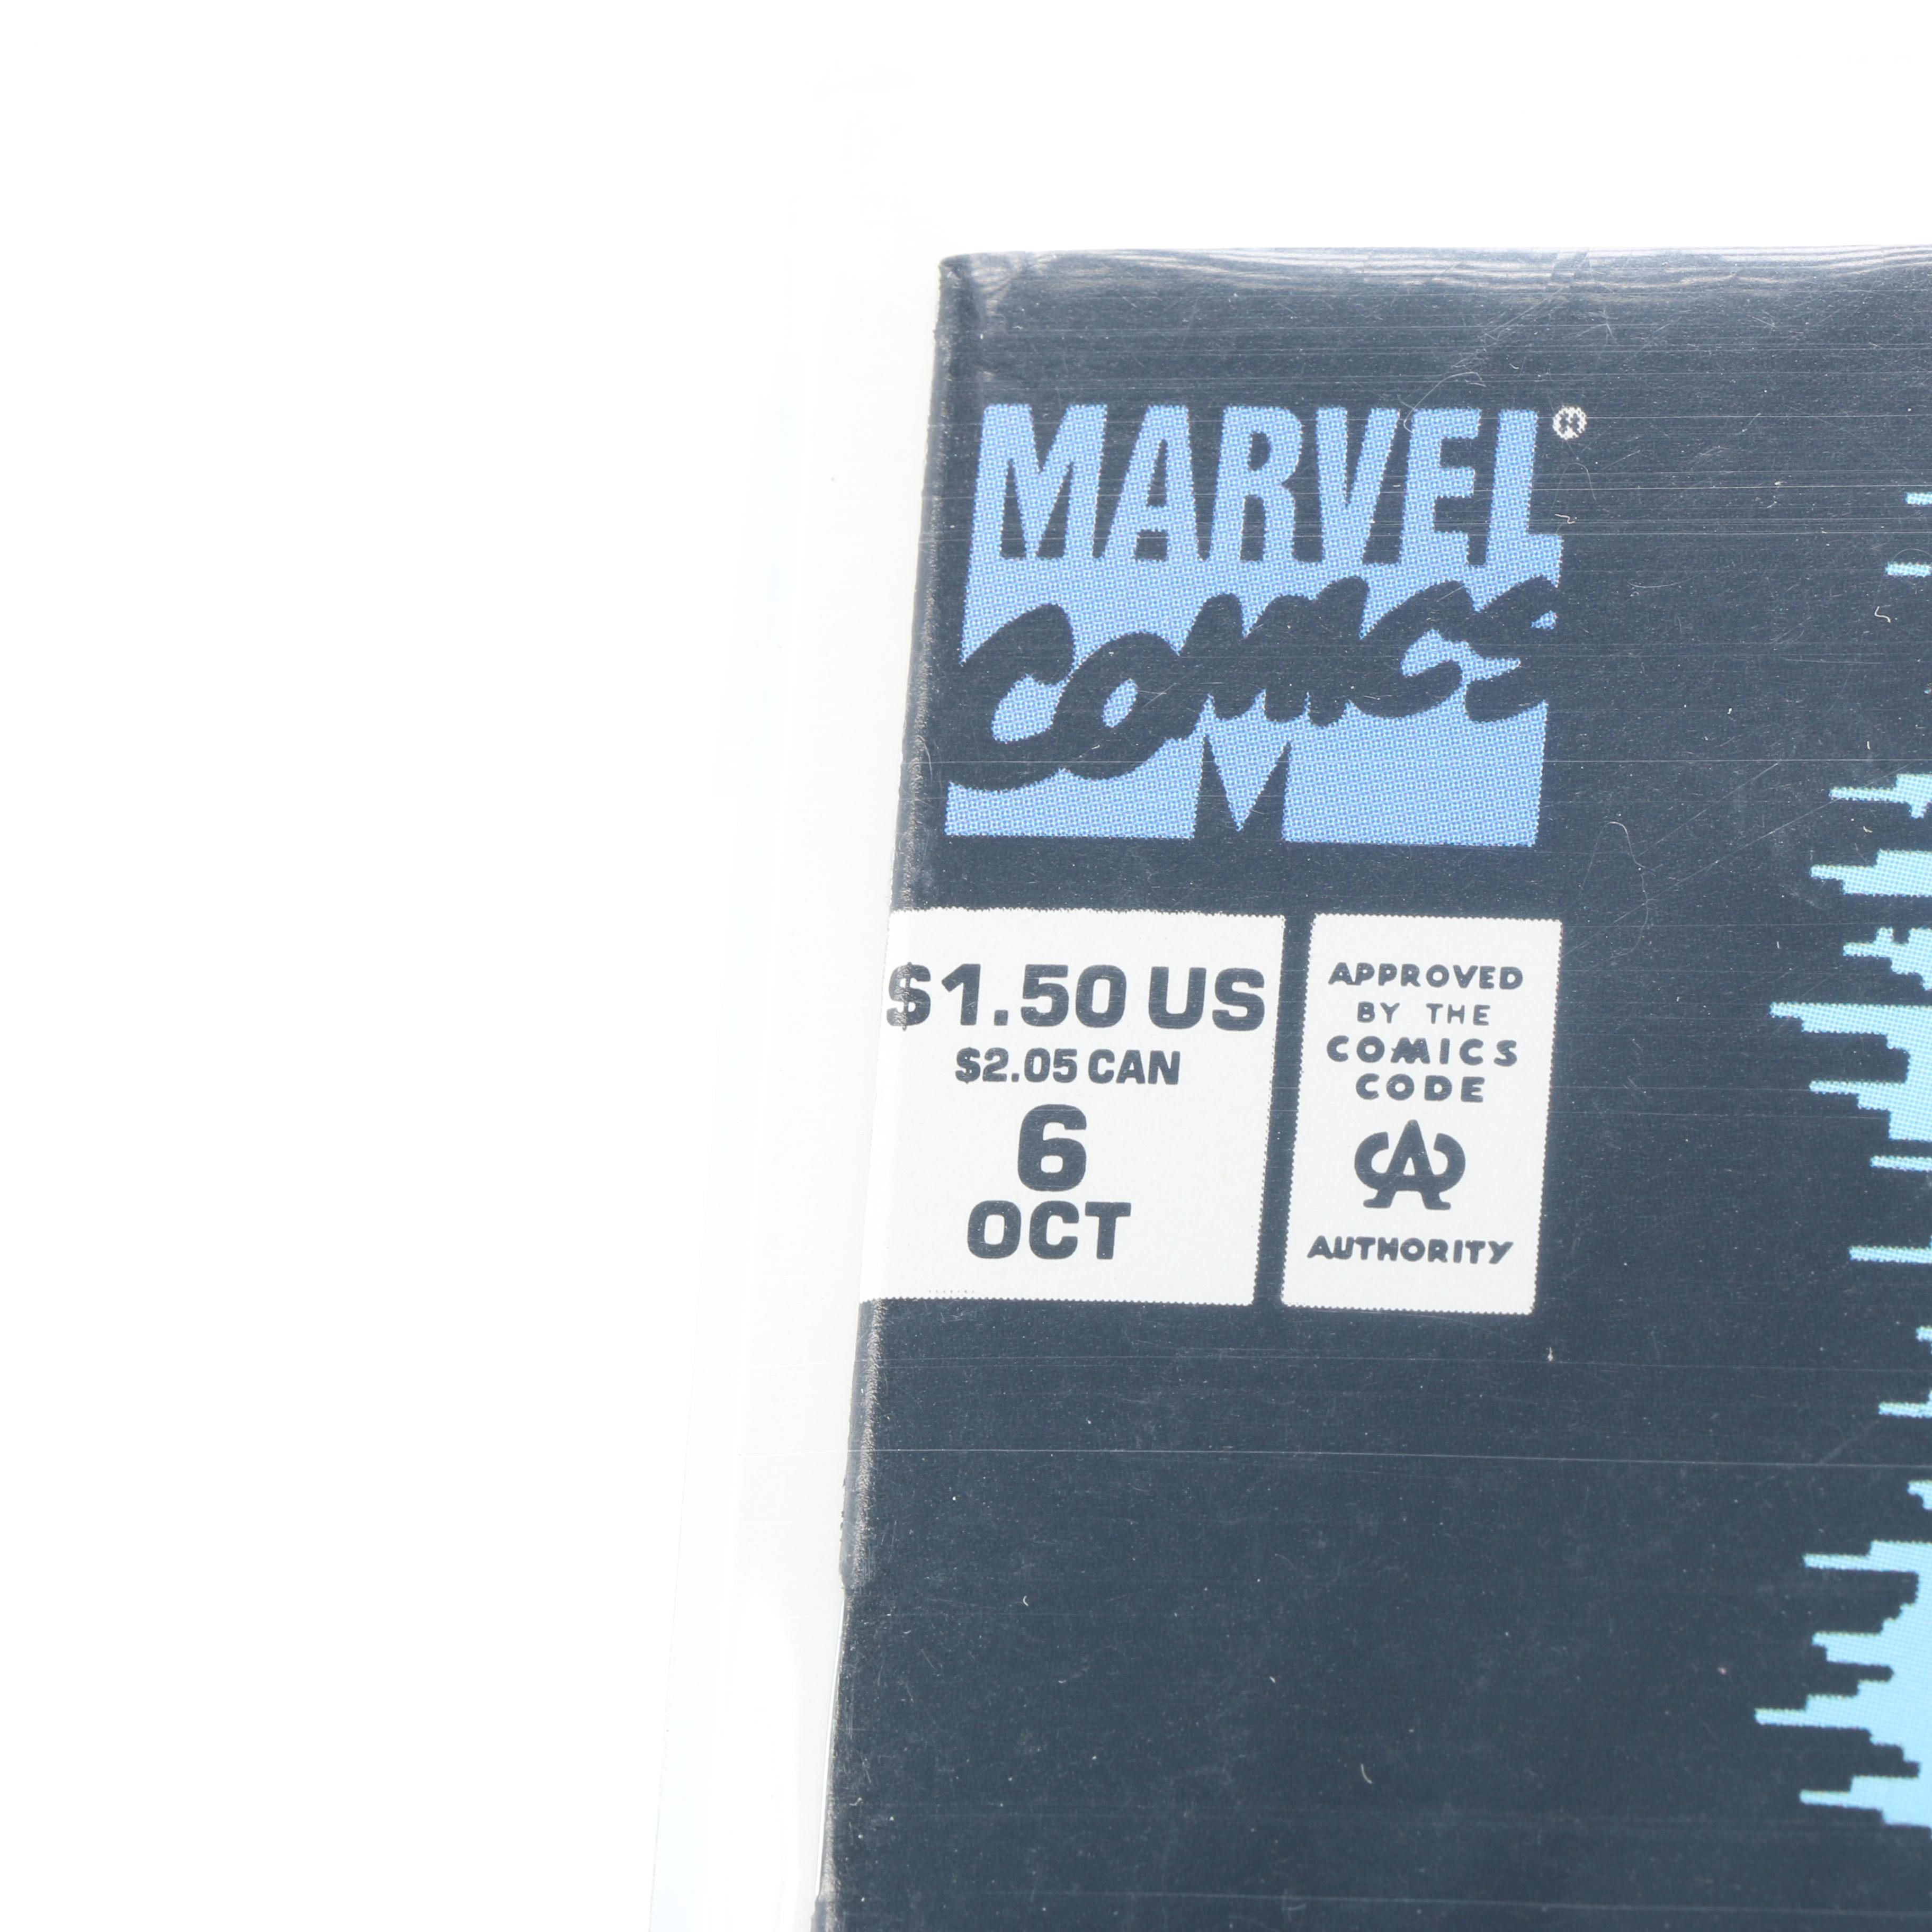 MARVEL®
COMICS
$1.50 US
$2.05 CAN
6
OCT
APPROVED
BY THE
COMICS
CODE
CA
AUTHORITY